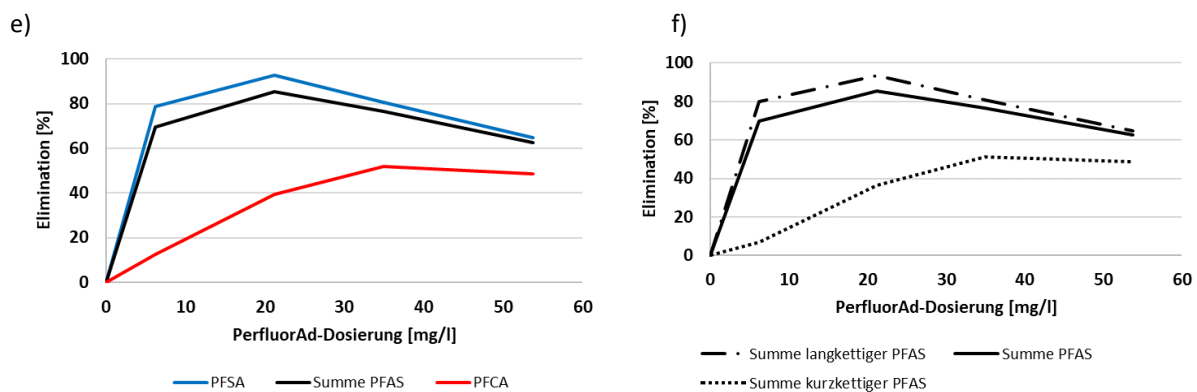 e)
100
80
60
40
20
0
Elimination [%]
0 10 20 30 40 50 60
PerfluorAd-Dosierung [mg/l]
PFSA Summe PFAS PFCA
f)
100
80
60
40
20
0
Elimination [%]
0 10 20 30 40 50 60
PerfluorAd-Dosierung [mg/l]
Summe langkettiger PFAS Summe PFAS
Summe kurzkettiger PFAS